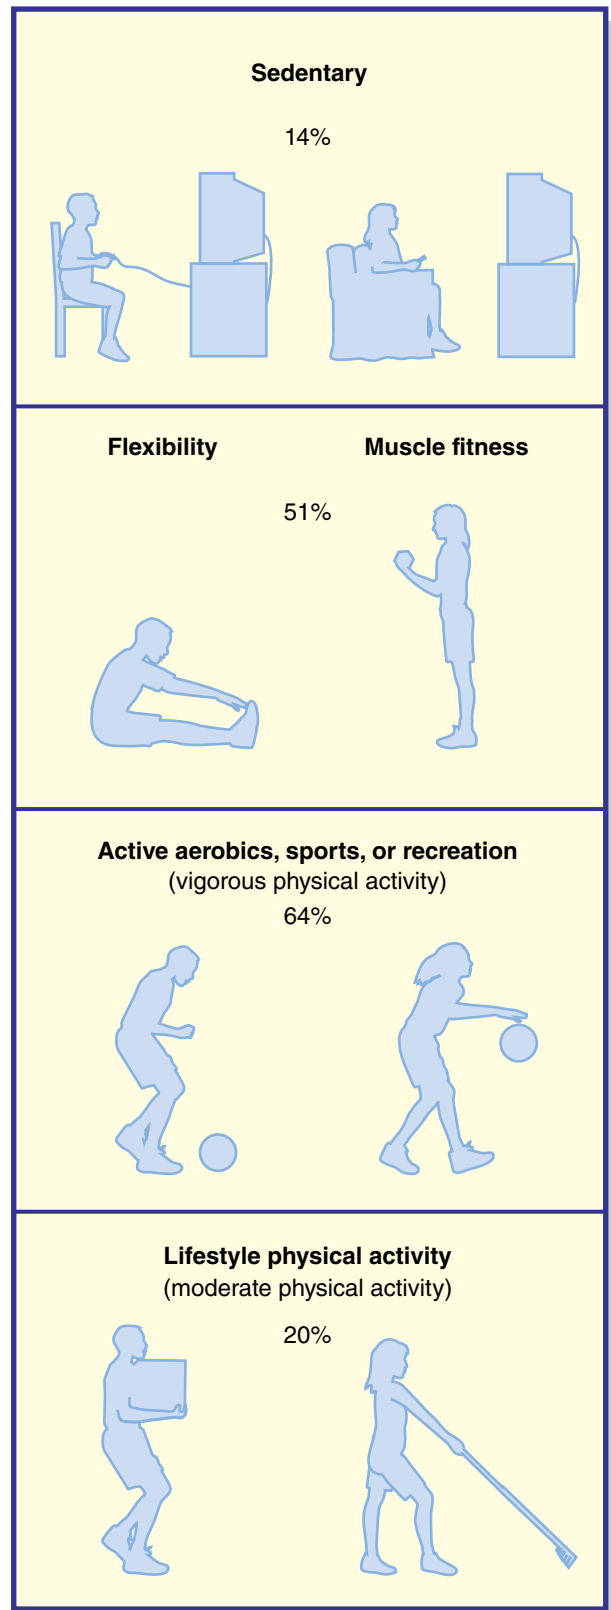 Sedentary
14%
Flexibility Muscle fitness
51%
Active aerobics, sports, or recreation
(vigorous physical activity)
64%
Lifestyle physical activity
(moderate physical activity)
20%